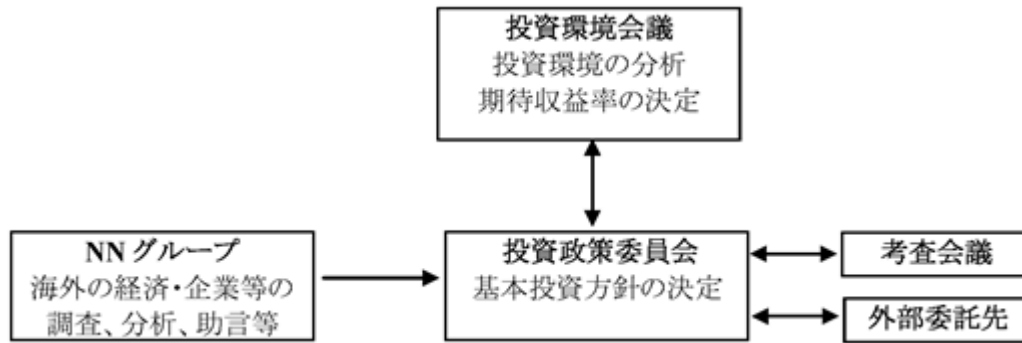 投資環境会議
投資環境の分析
期待収益率の決定
NN グループ
海外の経済・企業等の
調査、分析、助言等
投資政策委員会
基本投資方針の決定
考査会議
外部委託先